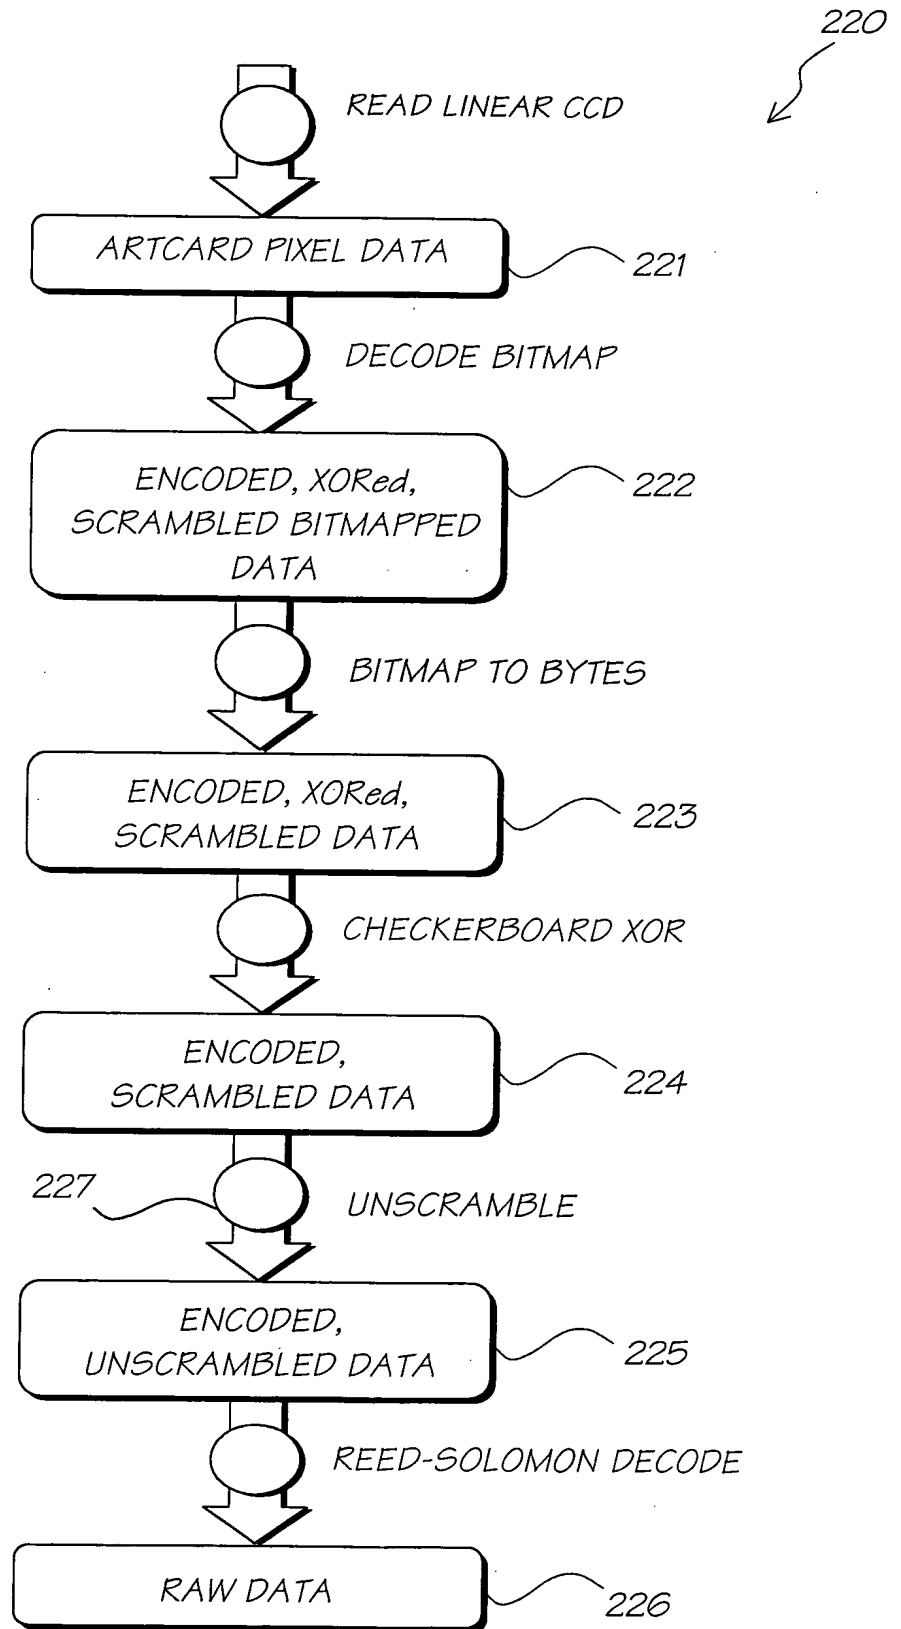 220
READ LINEAR CCD
ARTCARD PIXEL DATA
221
DECODE BITMAP
ENCODED, XORed,
SCRAMBLED BITMAPPED
DATA
222
BITMAP TO BYTES
ENCODED, XORed,
SCRAMBLED DATA
223
CHECKERBOARD XOR
ENCODED,
SCRAMBLED DATA
224
227
UNSCRAMBLE
ENCODED,
UNSCRAMBLED DATA
225
REED-SOLOMON DECODE
RAW DATA
226